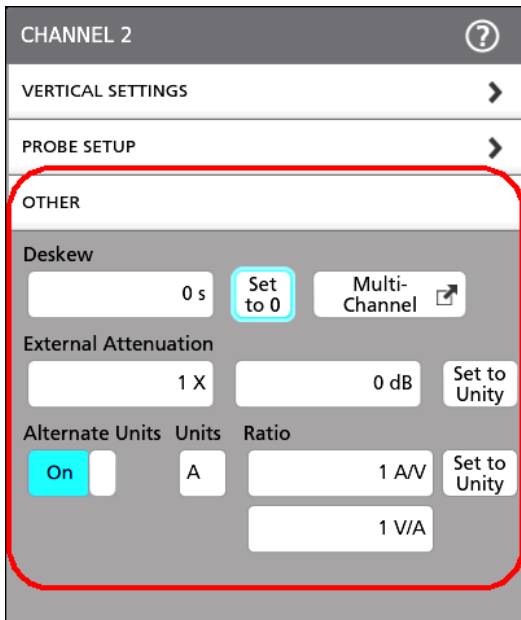 CHANNEL 2 ?
VERTICAL SETTINGS
PROBE SETUP
OTHER
Deskew
0 s Set to 0 Multi-Channel
External Attenuation
1 X 0 dB Set to Unity
Alternate Units Units Ratio
On A 1 A/V Set to Unity
1 V/A